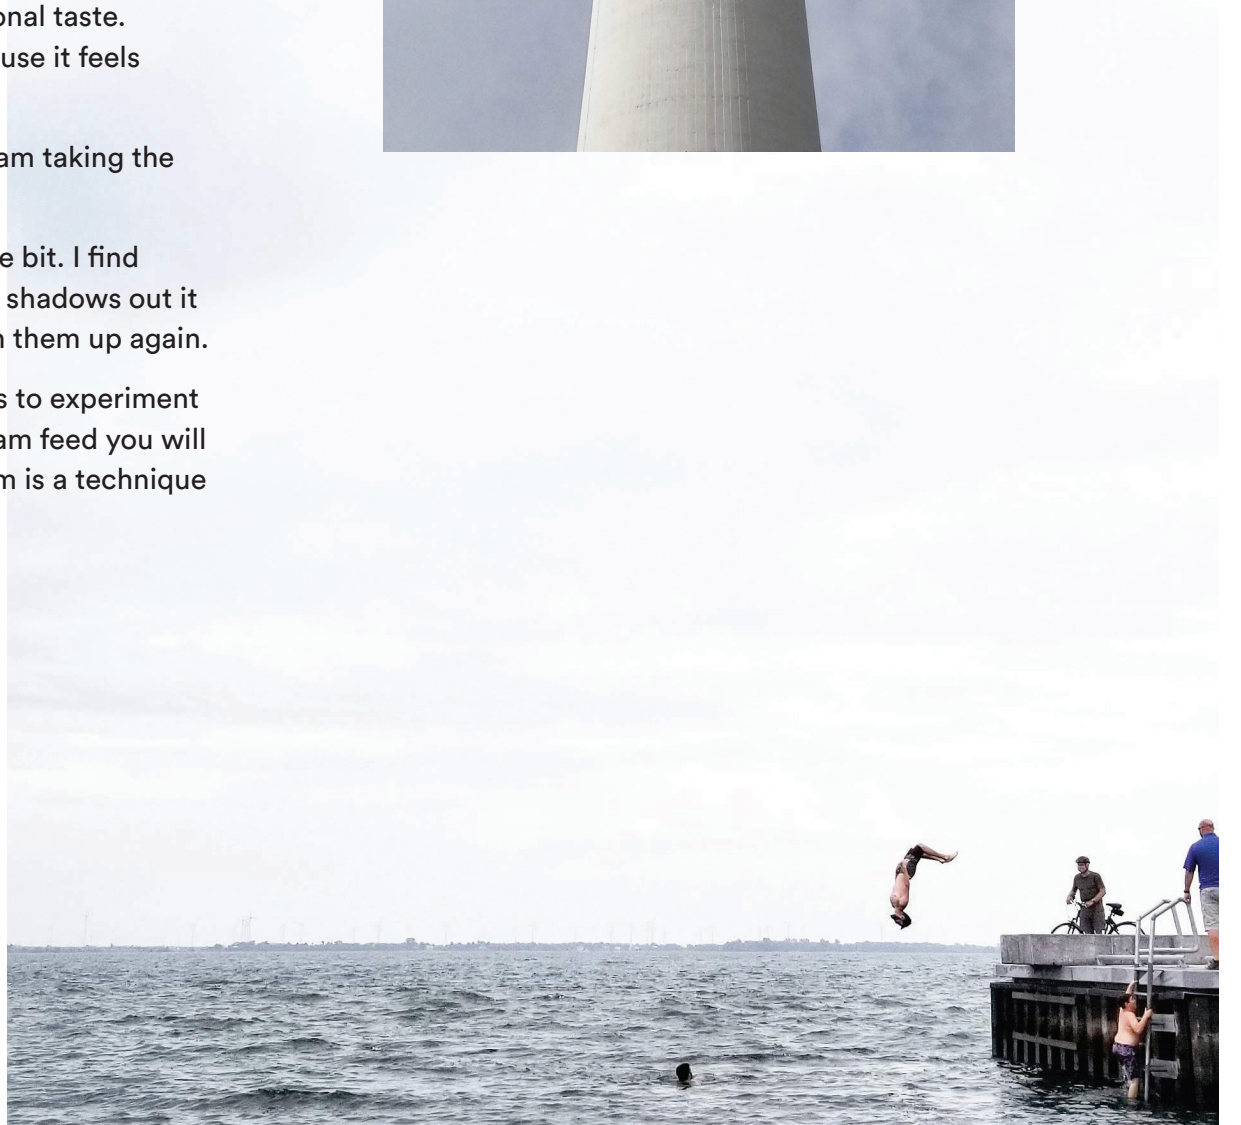 onal taste.
use it feels
am taking the
e bit. I find
shadows out it
n them up again.
s to experiment
am feed you will
m is a technique